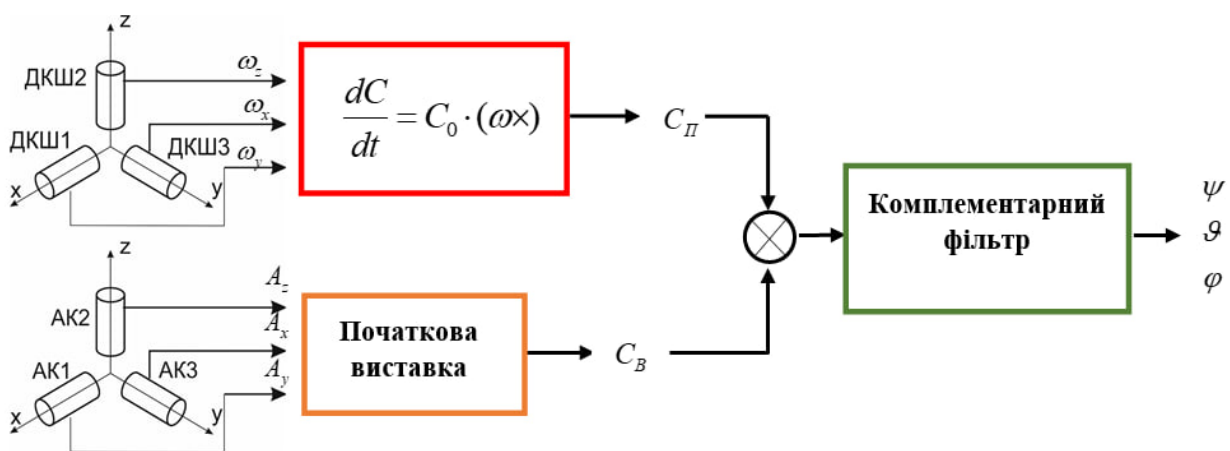 z
ДКШ2
ω_z
ω_x
ДКШ1
ДКШ3
ω_y
x
y
dC/dt = C_0 · (ω×)
C_П
Комплементарний
фільтр
ψ
ϑ
φ
z
АК2
A_z
A_x
АК1
АК3
A_y
x
y
Початкова
виставка
C_В